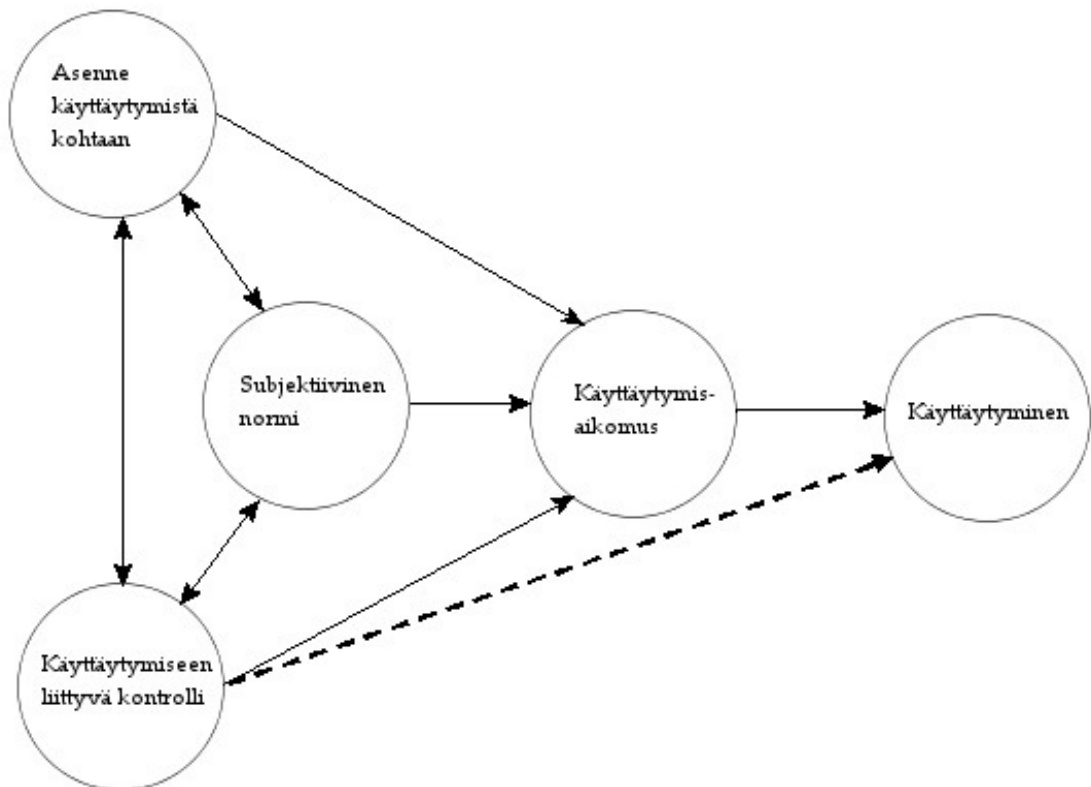 Asenne
käyttäytymistä
kohtaan
Subjektiivinen
normi
Käyttäytymis-
aikomus
Käyttäytyminen
Käyttäytymiseen
liittyvä kontrolli